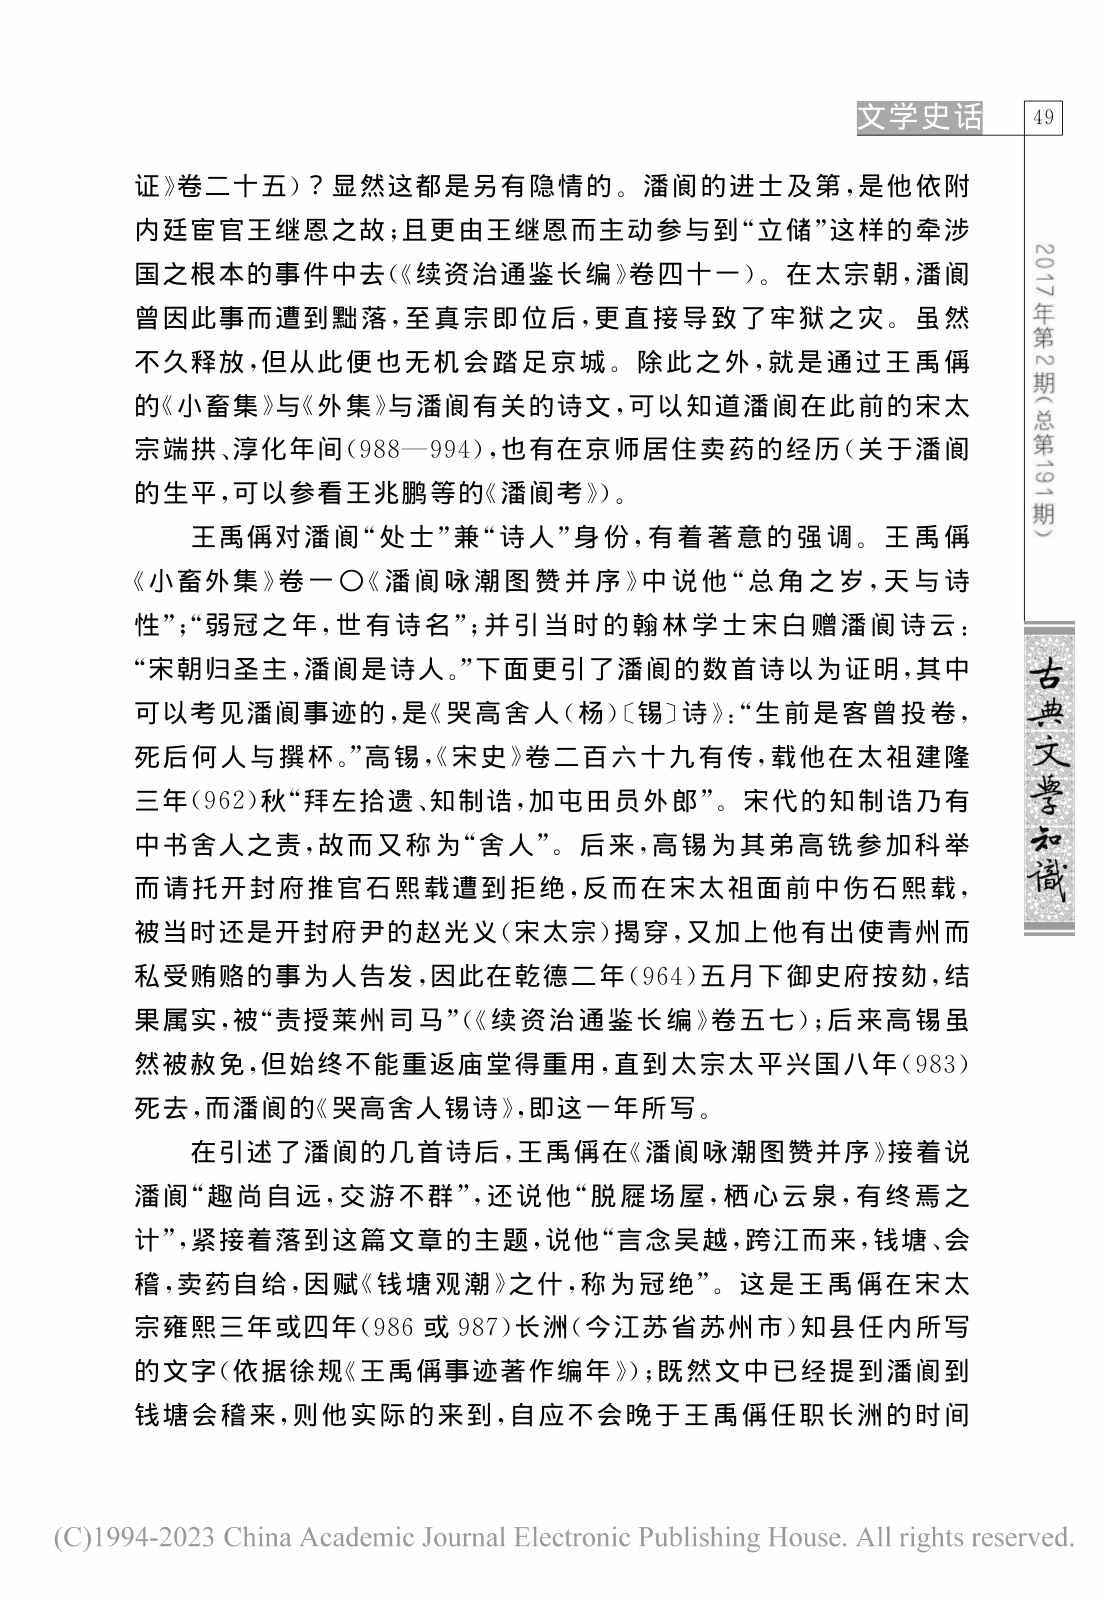 文学史话
49
证》卷二十五)?显然这都是另有隐情的。潘阆的进士及第,是他依附
内廷宦官王继恩之故;且更由王继恩而主动参与到“立储”这样的牵涉
国之根本的事件中去(《续资治通鉴长编》卷四十一)。在太宗朝,潘阆
曾因此事而遭到黜落,至真宗即位后,更直接导致了牢狱之灾。虽然
不久释放,但从此便也无机会踏足京城。除此之外,就是通过王禹偁
的《小畜集》与《外集》与潘阆有关的诗文,可以知道潘阆在此前的宋太
宗端拱、淳化年间(988—994),也有在京师居住卖药的经历(关于潘阆
的生平,可以参看王兆鹏等的《潘阆考》)。
王禹偁对潘阆“处士”兼“诗人”身份,有着著意的强调。王禹偁
《小畜外集》卷一〇《潘阆咏潮图赞并序》中说他“总角之岁,天与诗
性”;“弱冠之年,世有诗名”;并引当时的翰林学士宋白赠潘阆诗云:
“宋朝归圣主,潘阆是诗人。”下面更引了潘阆的数首诗以为证明,其中
可以考见潘阆事迹的,是《哭高舍人(杨)〔锡〕诗》:“生前是客曾投卷,
死后何人与撰杯。”高锡,《宋史》卷二百六十九有传,载他在太祖建隆
三年(962)秋“拜左拾遗、知制诰,加屯田员外郎”。宋代的知制诰乃有
中书舍人之责,故而又称为“舍人”。后来,高锡为其弟高铣参加科举
而请托开封府推官石熙载遭到拒绝,反而在宋太祖面前中伤石熙载,
被当时还是开封府尹的赵光义(宋太宗)揭穿,又加上他有出使青州而
私受贿赂的事为人告发,因此在乾德二年(964)五月下御史府按劾,结
果属实,被“责授莱州司马”(《续资治通鉴长编》卷五七);后来高锡虽
然被赦免,但始终不能重返庙堂得重用,直到太宗太平兴国八年(983)
死去,而潘阆的《哭高舍人锡诗》,即这一年所写。
在引述了潘阆的几首诗后,王禹偁在《潘阆咏潮图赞并序》接着说
潘阆“趣尚自远,交游不群”,还说他“脱屣场屋,栖心云泉,有终焉之
计”,紧接着落到这篇文章的主题,说他“言念吴越,跨江而来,钱塘、会
稽,卖药自给,因赋《钱塘观潮》之什,称为冠绝”。这是王禹偁在宋太
宗雍熙三年或四年(986 或 987)长洲(今江苏省苏州市)知县任内所写
的文字(依据徐规《王禹偁事迹著作编年》);既然文中已经提到潘阆到
钱塘会稽来,则他实际的来到,自应不会晚于王禹偁任职长洲的时间
2017年第2期(总第191期)
古典文学知識
(C)1994-2023 China Academic Journal Electronic Publishing House. All rights reserved.